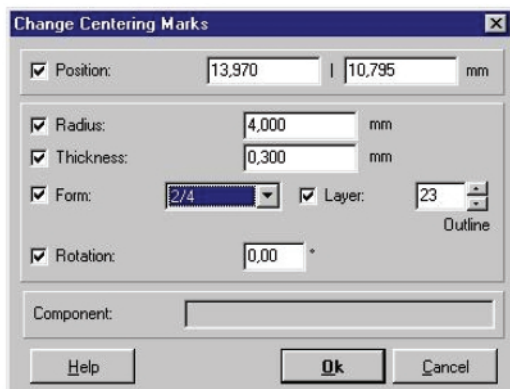 Change Centering Marks
Position: 13,970 | 10,795 mm
Radius: 4,000 mm
Thickness: 0,300 mm
Form: 2/4 Layer: 23
Outline
Rotation: 0,00 °
Component:
Help Ok Cancel